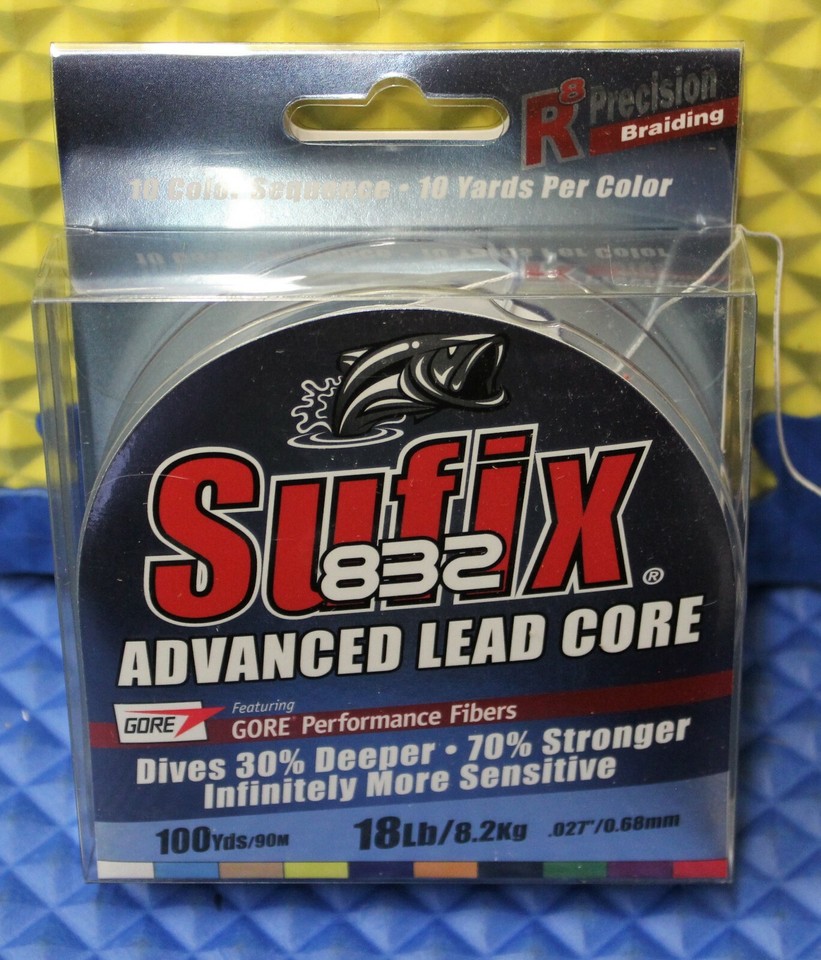 R8 Precision
Braiding
10 Color Sequence • 10 Yards Per Color
Sufix®
832
ADVANCED LEAD CORE
GORE
Featuring
GORE® Performance Fibers
Dives 30% Deeper • 70% Stronger
Infinitely More Sensitive
100Yds/90M 18Lb/8.2Kg .027"/0.68mm